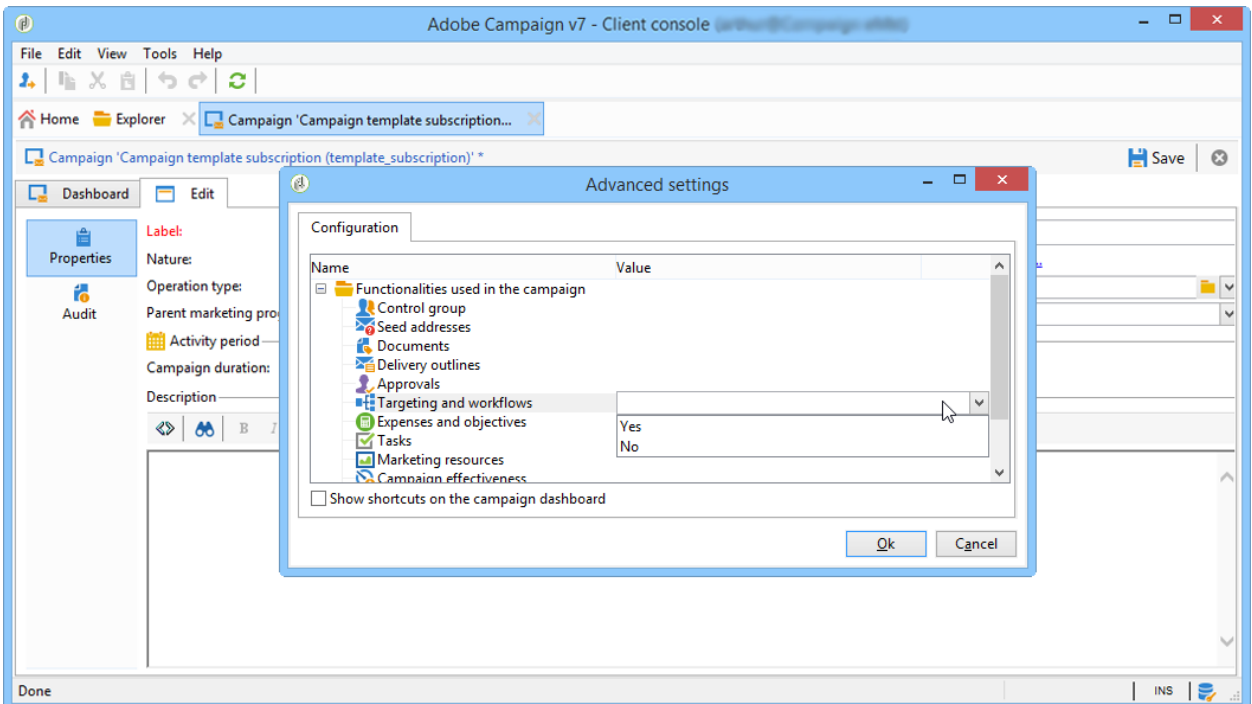 Adobe Campaign v7 - Client console
File Edit View Tools Help
Home Explorer Campaign 'Campaign template subscription...
Campaign 'Campaign template subscription (template_subscription)' * Save
Dashboard Edit
Advanced settings
Configuration
Properties
Audit
Label:
Nature:
Operation type:
Parent marketing pro
Activity period
Campaign duration:
Description
B I
Name Value
Functionalities used in the campaign
Control group
Seed addresses
Documents
Delivery outlines
Approvals
Targeting and workflows
Expenses and objectives
Tasks
Marketing resources
Campaign effectiveness
Yes
No
Show shortcuts on the campaign dashboard
Ok Cancel
Done INS